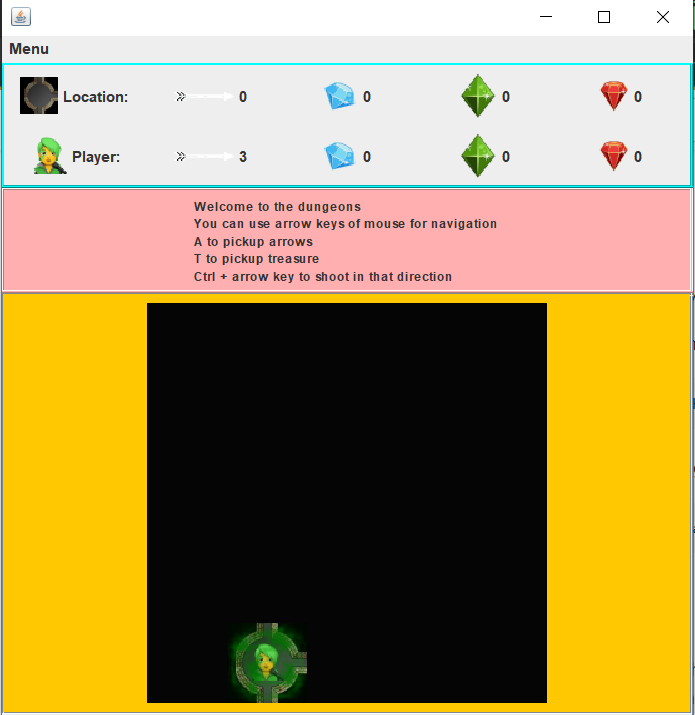 Menu
Location: 0 0 0 0
Player: 3 0 0 0
Welcome to the dungeons
You can use arrow keys of mouse for navigation
A to pickup arrows
T to pickup treasure
Ctrl + arrow key to shoot in that direction